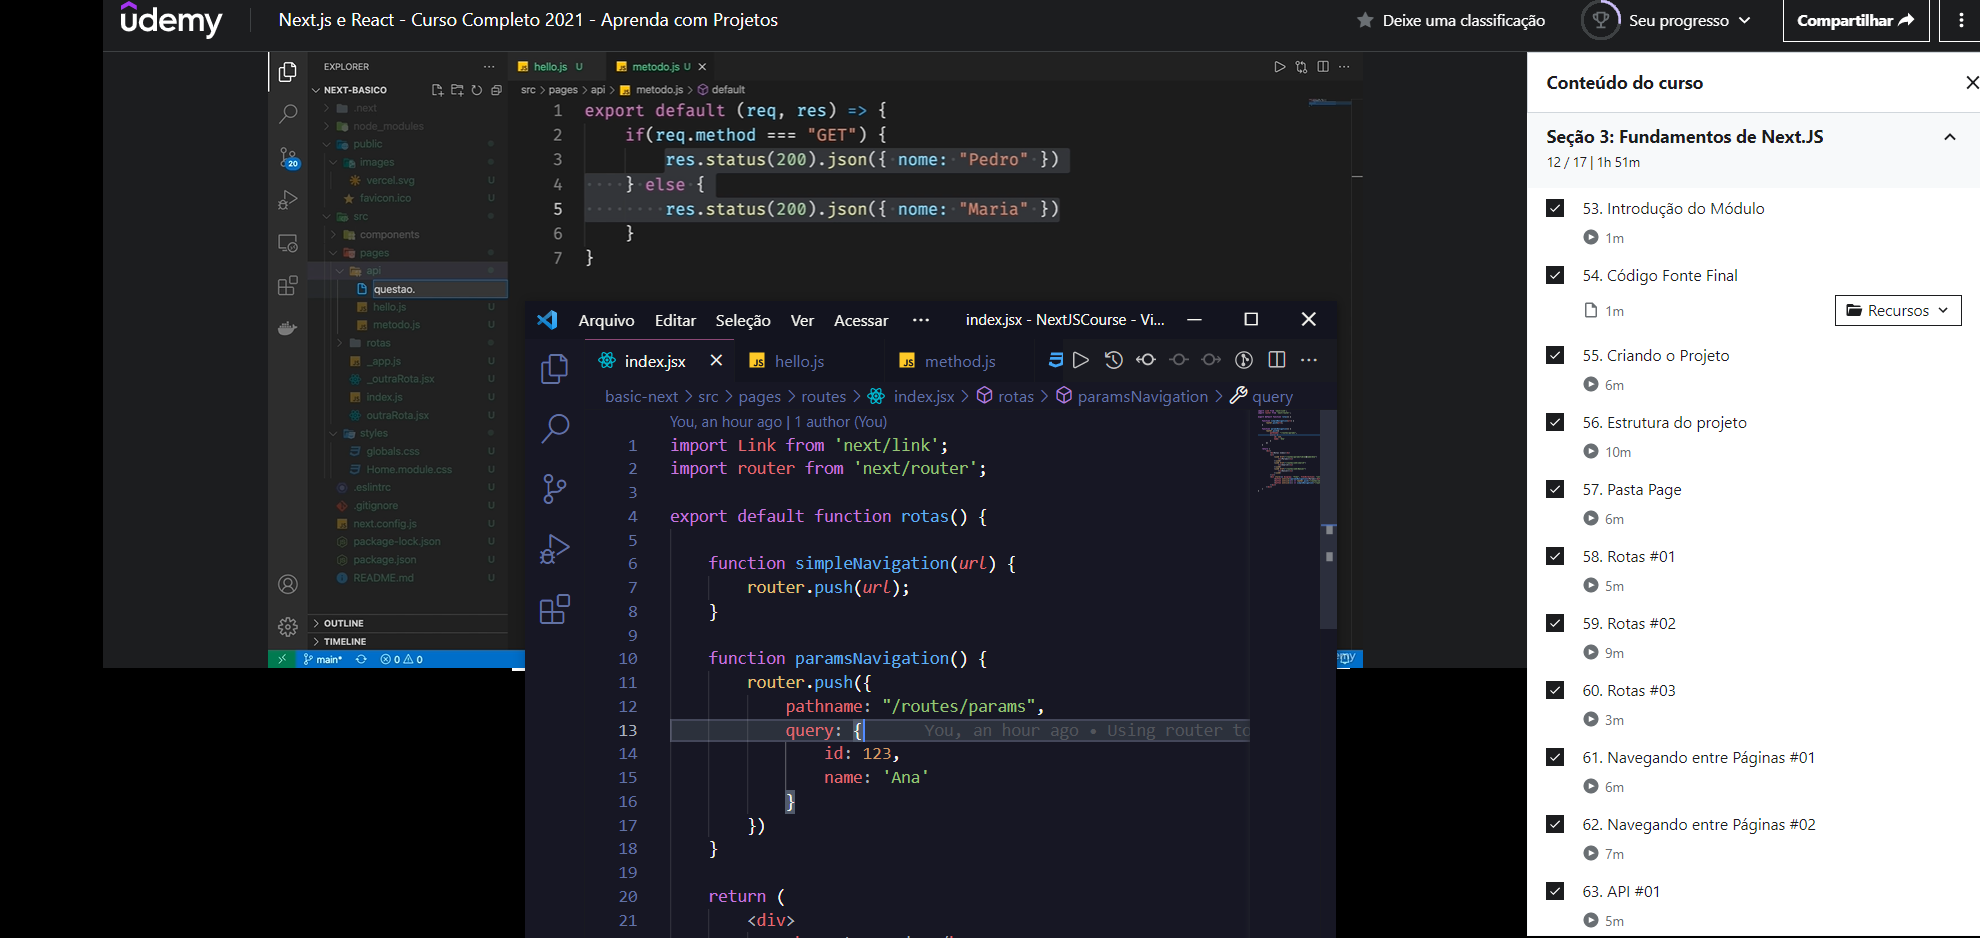 ûdemy
Next.js e React - Curso Completo 2021 - Aprenda com Projetos
Deixe uma classificação
Seu progresso
Compartilhar
EXPLORER
NEXT-BASICO
.next
node_modules
public
images
vercel.svg U
favicon.ico U
src
components
pages
api
questao.
hello.js U
metodo.js U
rotas
_app.js U
_outraRota.jsx U
index.js U
outraRota.jsx U
styles
globals.css U
Home.module.css U
.eslintrc U
.gitignore U
next.config.js U
package-lock.json U
package.json U
README.md U
OUTLINE
TIMELINE
20
main*
0 0
hello.js U
metodo.js U
src > pages > api > metodo.js > default
1 export default (req, res) => {
2 if(req.method === "GET") {
3 res.status(200).json({ nome: "Pedro" })
4 } else {
5 res.status(200).json({ nome: "Maria" })
6 }
7 }
Arquivo Editar Seleção Ver Acessar ··· index.jsx - NextJSCourse - Vi...
index.jsx
hello.js
method.js
basic-next > src > pages > routes > index.jsx > rotas > paramsNavigation > query
You, an hour ago | 1 author (You)
1 import Link from 'next/link';
2 import router from 'next/router';
3
4 export default function rotas() {
5
6 function simpleNavigation(url) {
7 router.push(url);
8 }
9
10 function paramsNavigation() {
11 router.push({
12 pathname: "/routes/params",
13 query: { You, an hour ago • Using router to
14 id: 123,
15 name: 'Ana'
16 }
17 })
18 }
19
20 return (
21 <div>
Conteúdo do curso
Seção 3: Fundamentos de Next.JS
12 / 17 | 1h 51m
53. Introdução do Módulo
1m
54. Código Fonte Final
1m
Recursos
55. Criando o Projeto
6m
56. Estrutura do projeto
10m
57. Pasta Page
6m
58. Rotas #01
5m
59. Rotas #02
9m
60. Rotas #03
3m
61. Navegando entre Páginas #01
6m
62. Navegando entre Páginas #02
7m
63. API #01
5m